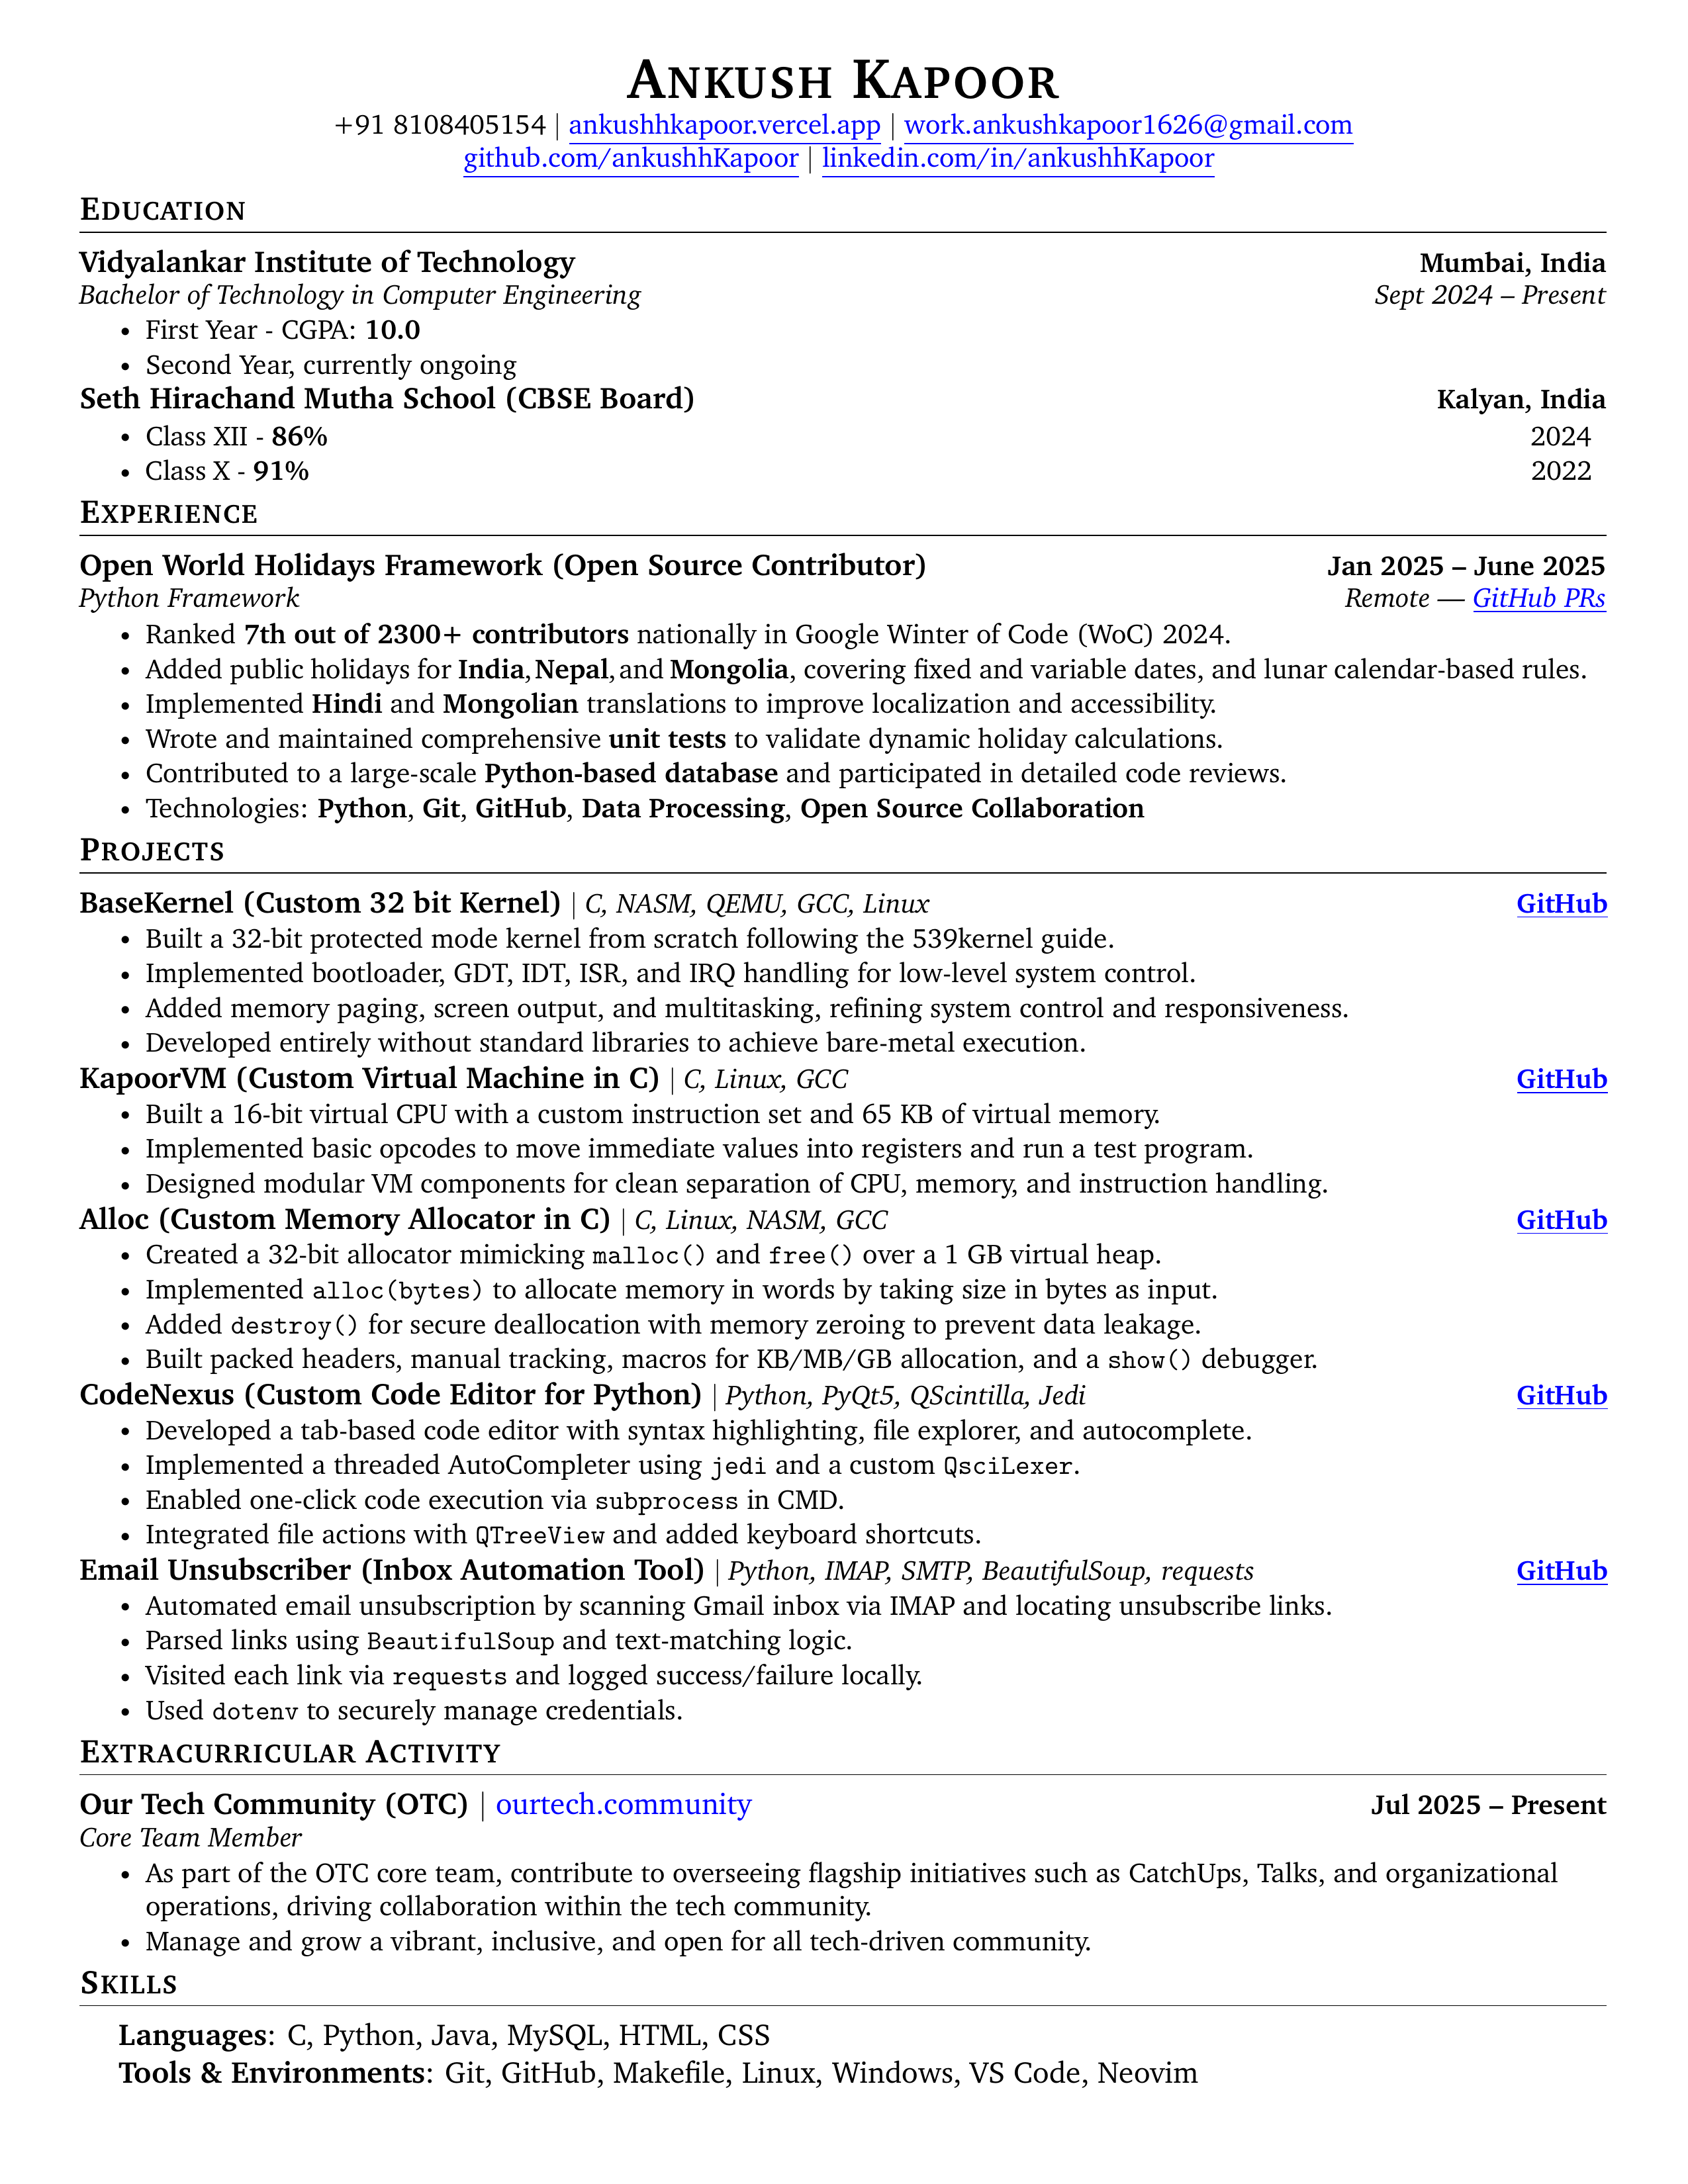 Ankush Kapoor
+91 8108405154 | ankushhkapoor.vercel.app | work.ankushkapoor1626@gmail.com
github.com/ankushhKapoor | linkedin.com/in/ankushhKapoor
Education
Vidyalankar Institute of Technology Mumbai, India
Bachelor of Technology in Computer Engineering Sept 2024 – Present
• First Year - CGPA: 10.0
• Second Year, currently ongoing
Seth Hirachand Mutha School (CBSE Board) Kalyan, India
• Class XII - 86% 2024
• Class X - 91% 2022
Experience
Open World Holidays Framework (Open Source Contributor) Jan 2025 – June 2025
Python Framework Remote — GitHub PRs
• Ranked 7th out of 2300+ contributors nationally in Google Winter of Code (WoC) 2024.
• Added public holidays for India, Nepal, and Mongolia, covering fixed and variable dates, and lunar calendar-based rules.
• Implemented Hindi and Mongolian translations to improve localization and accessibility.
• Wrote and maintained comprehensive unit tests to validate dynamic holiday calculations.
• Contributed to a large-scale Python-based database and participated in detailed code reviews.
• Technologies: Python, Git, GitHub, Data Processing, Open Source Collaboration
Projects
BaseKernel (Custom 32 bit Kernel) | C, NASM, QEMU, GCC, Linux GitHub
• Built a 32-bit protected mode kernel from scratch following the 539kernel guide.
• Implemented bootloader, GDT, IDT, ISR, and IRQ handling for low-level system control.
• Added memory paging, screen output, and multitasking, refining system control and responsiveness.
• Developed entirely without standard libraries to achieve bare-metal execution.
KapoorVM (Custom Virtual Machine in C) | C, Linux, GCC GitHub
• Built a 16-bit virtual CPU with a custom instruction set and 65 KB of virtual memory.
• Implemented basic opcodes to move immediate values into registers and run a test program.
• Designed modular VM components for clean separation of CPU, memory, and instruction handling.
Alloc (Custom Memory Allocator in C) | C, Linux, NASM, GCC GitHub
• Created a 32-bit allocator mimicking malloc() and free() over a 1 GB virtual heap.
• Implemented alloc(bytes) to allocate memory in words by taking size in bytes as input.
• Added destroy() for secure deallocation with memory zeroing to prevent data leakage.
• Built packed headers, manual tracking, macros for KB/MB/GB allocation, and a show() debugger.
CodeNexus (Custom Code Editor for Python) | Python, PyQt5, QScintilla, Jedi GitHub
• Developed a tab-based code editor with syntax highlighting, file explorer, and autocomplete.
• Implemented a threaded AutoCompleter using jedi and a custom QsciLexer.
• Enabled one-click code execution via subprocess in CMD.
• Integrated file actions with QTreeView and added keyboard shortcuts.
Email Unsubscriber (Inbox Automation Tool) | Python, IMAP, SMTP, BeautifulSoup, requests GitHub
• Automated email unsubscription by scanning Gmail inbox via IMAP and locating unsubscribe links.
• Parsed links using BeautifulSoup and text-matching logic.
• Visited each link via requests and logged success/failure locally.
• Used dotenv to securely manage credentials.
Extracurricular Activity
Our Tech Community (OTC) | ourtech.community Jul 2025 – Present
Core Team Member
• As part of the OTC core team, contribute to overseeing flagship initiatives such as CatchUps, Talks, and organizational
operations, driving collaboration within the tech community.
• Manage and grow a vibrant, inclusive, and open for all tech-driven community.
Skills
Languages: C, Python, Java, MySQL, HTML, CSS
Tools & Environments: Git, GitHub, Makefile, Linux, Windows, VS Code, Neovim